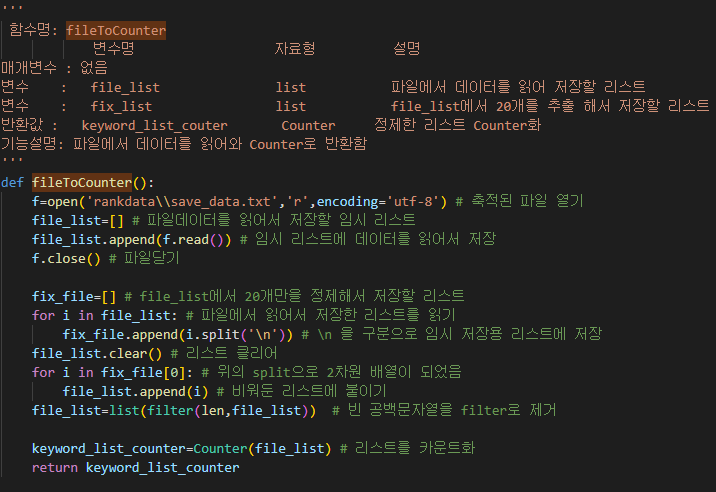 '''
함수명: fileToCounter
변수명 자료형 설명
매개변수 : 없음
변수 : file_list list 파일에서 데이터를 읽어 저장할 리스트
변수 : fix_list list file_list에서 20개를 추출 해서 저장할 리스트
반환값 : keyword_list_couter Counter 정제한 리스트 Counter화
기능설명: 파일에서 데이터를 읽어와 Counter로 반환함
'''
def fileToCounter():
    f=open('rankdata\\save_data.txt','r',encoding='utf-8') # 축적된 파일 열기
    file_list=[] # 파일데이터를 읽어서 저장할 임시 리스트
    file_list.append(f.read()) # 임시 리스트에 데이터를 읽어서 저장
    f.close() # 파일닫기
    fix_file=[] # file_list에서 20개만을 정제해서 저장할 리스트
    for i in file_list: # 파일에서 읽어서 저장한 리스트를 읽기
        fix_file.append(i.split('\n')) # \n 을 구분으로 임시 저장용 리스트에 저장
    file_list.clear() # 리스트 클리어
    for i in fix_file[0]: # 위의 split으로 2차원 배열이 되었음
        file_list.append(i) # 비워둔 리스트에 붙이기
    file_list=list(filter(len,file_list))  # 빈 공백문자열을 filter로 제거
    keyword_list_counter=Counter(file_list) # 리스트를 카운트화
    return keyword_list_counter